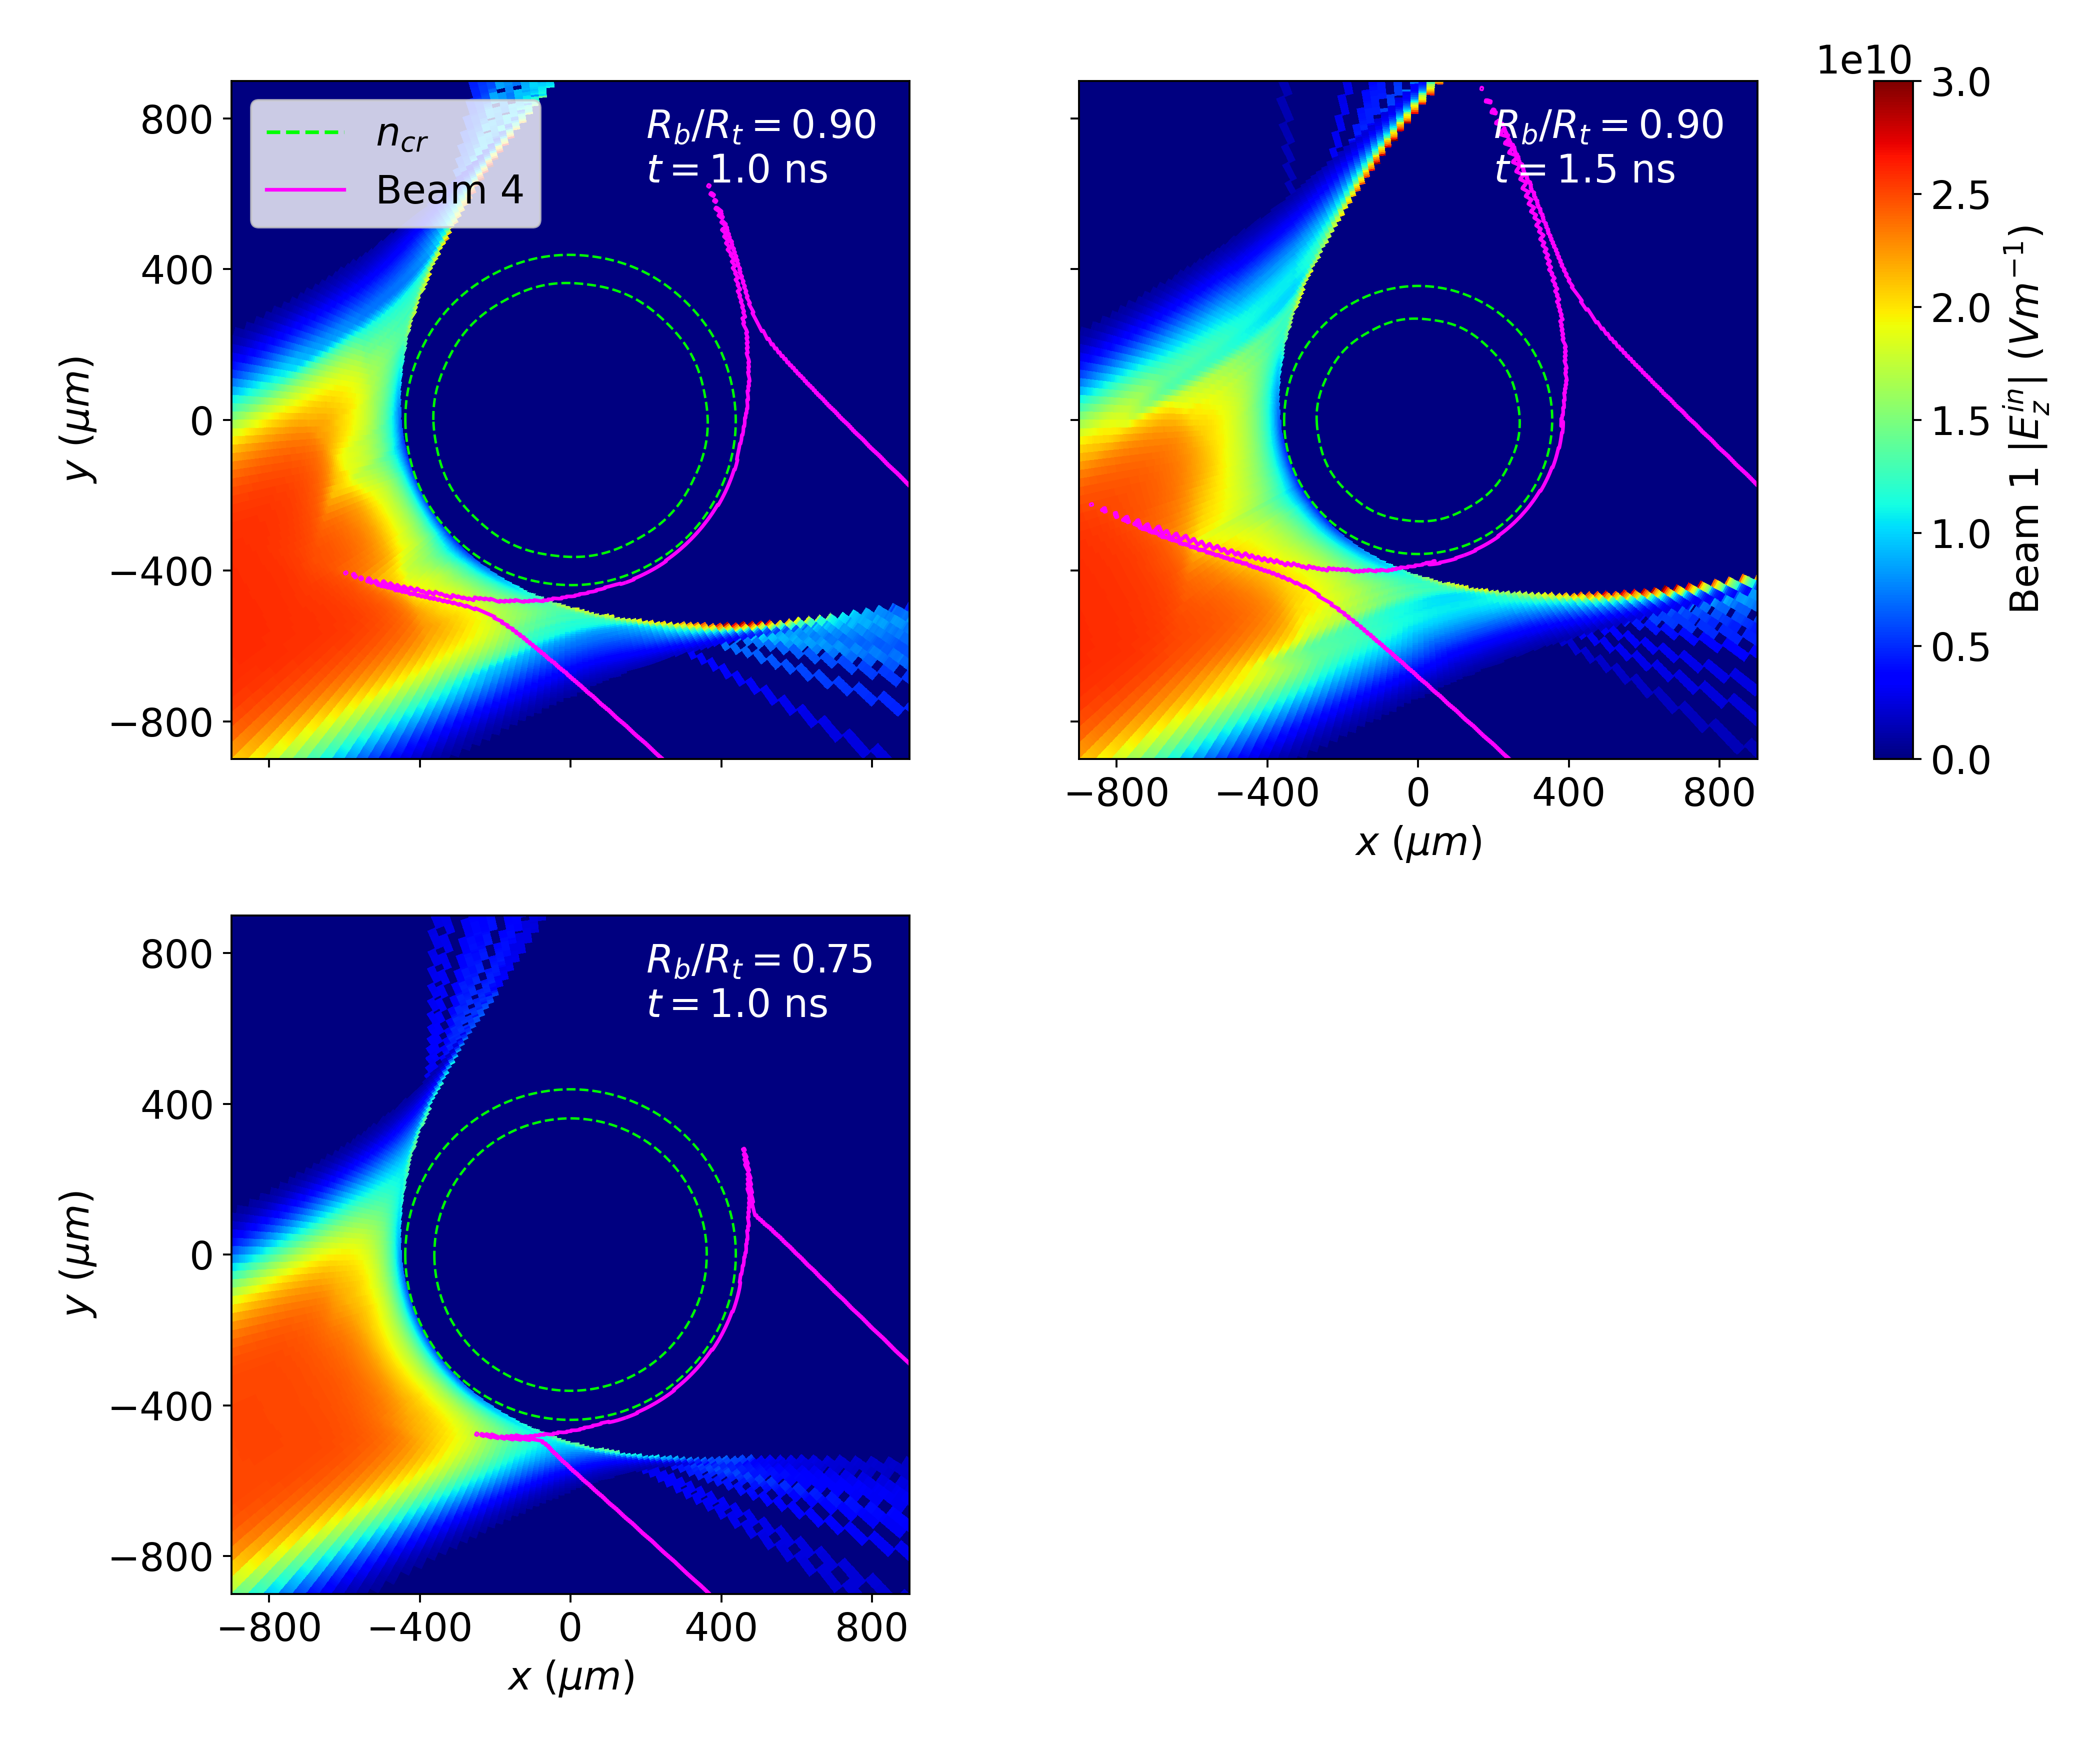 1e10
800
400
0
−400
−800
y (μm)
n_cr
Beam 4
R_b/R_t = 0.90
t = 1.0 ns
R_b/R_t = 0.90
t = 1.5 ns
−800
−400
0
400
800
x (μm)
3.0
2.5
2.0
1.5
1.0
0.5
0.0
Beam 1 |E_z^{in}| (Vm^{−1})
800
400
0
−400
−800
y (μm)
R_b/R_t = 0.75
t = 1.0 ns
−800
−400
0
400
800
x (μm)